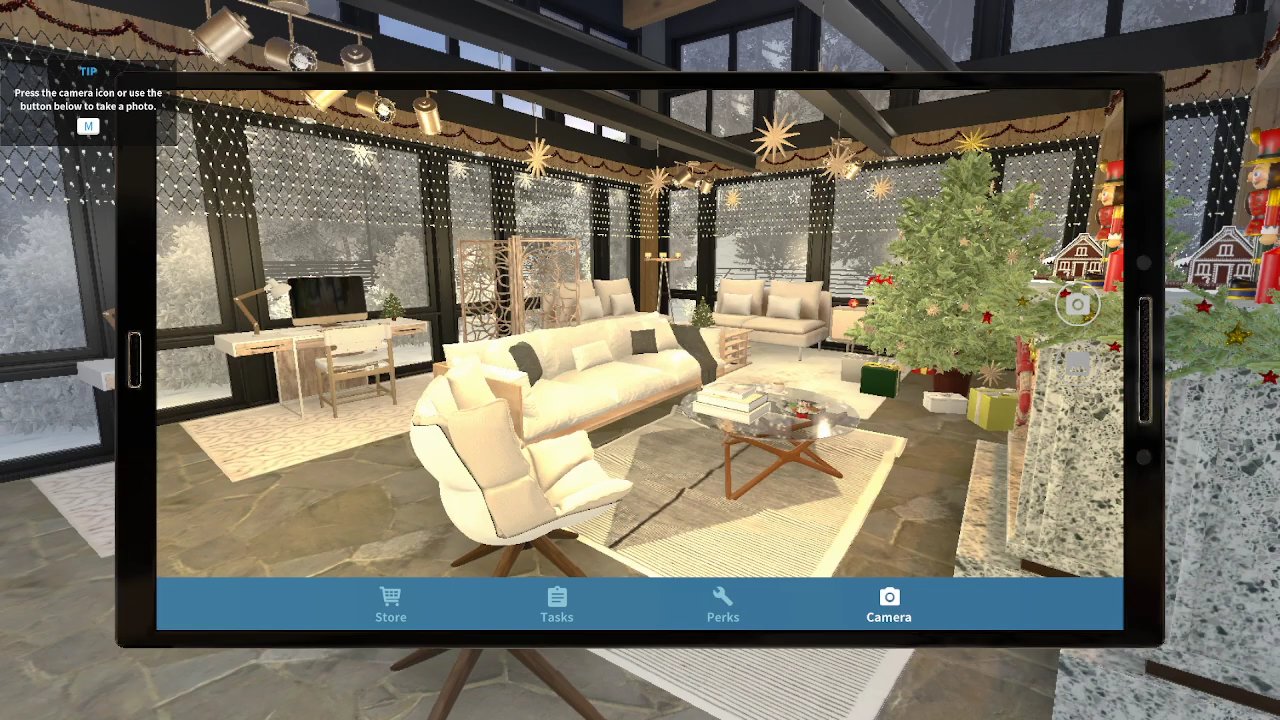 TIP
Press the camera icon or use the
button below to take a photo.
M
Store
Tasks
Perks
Camera